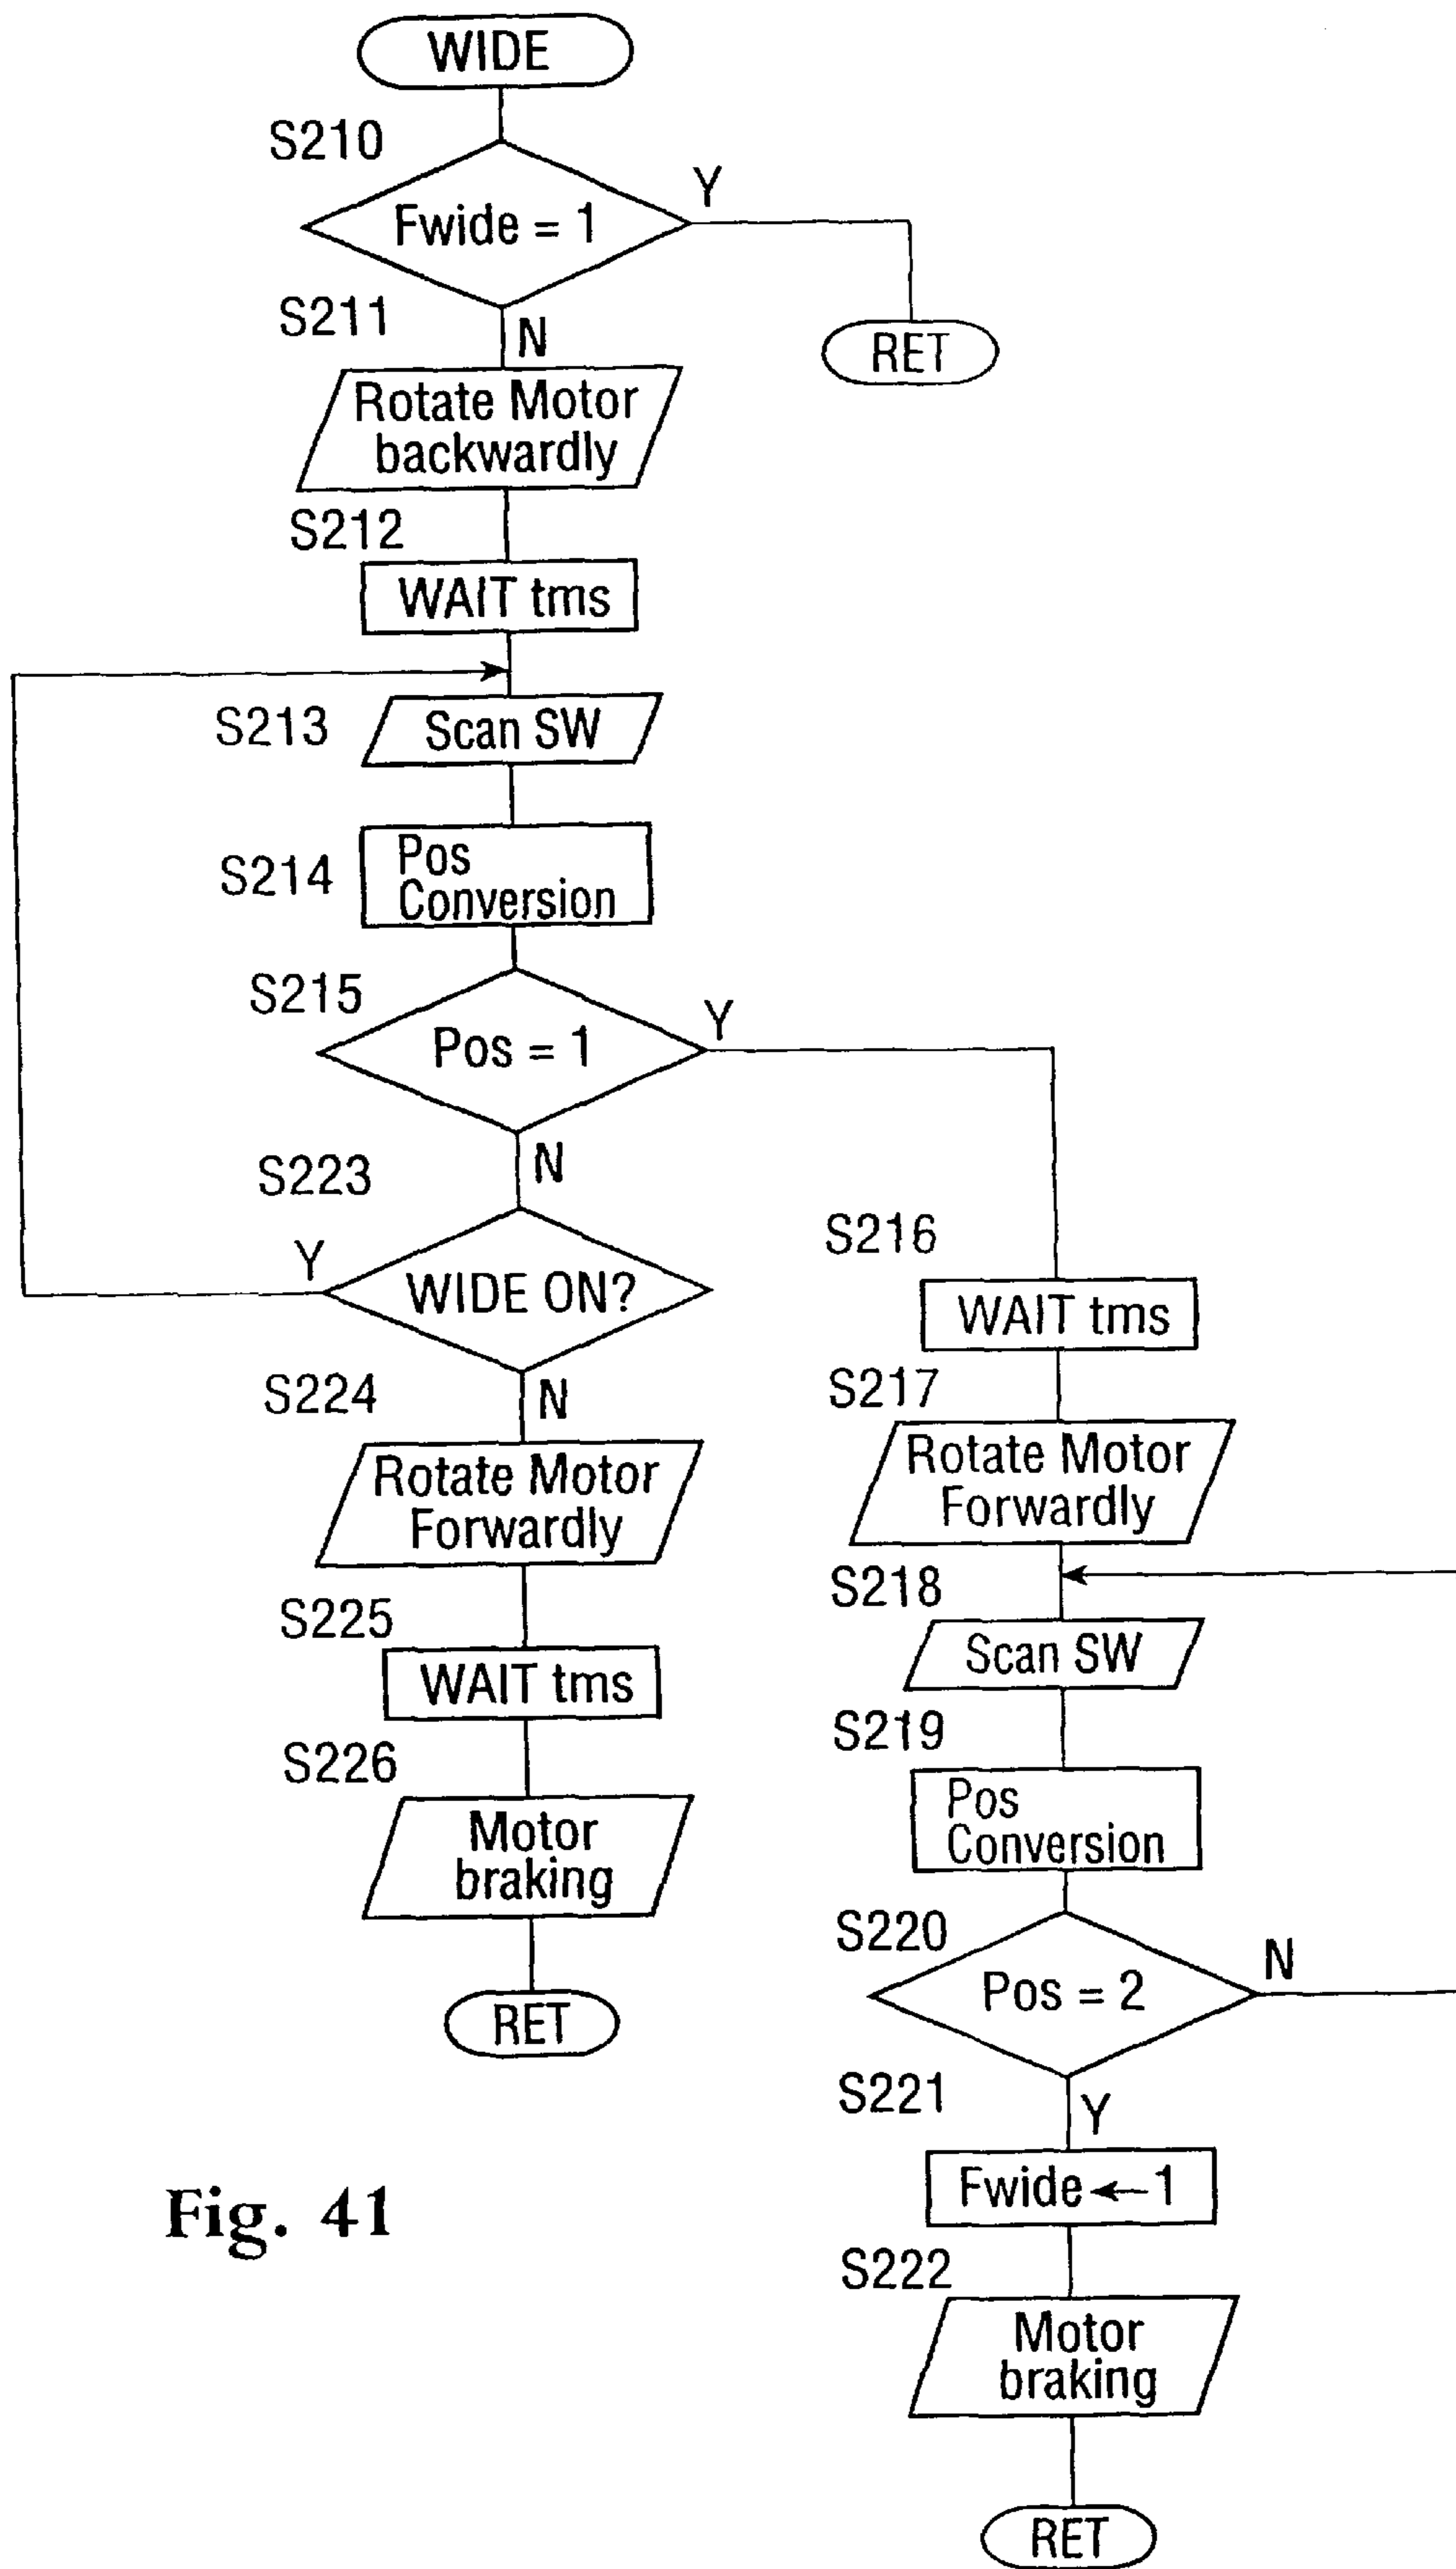 WIDE
S210
Y
Fwide = 1
RET
S211
N
Rotate Motor
backwardly
S212
WAIT tms
S213
Scan SW
S214
Pos
Conversion
S215
Y
Pos = 1
N
S223
Y
WIDE ON?
S224
N
Rotate Motor
Forwardly
S225
WAIT tms
S226
Motor
braking
RET
S216
WAIT tms
S217
Rotate Motor
Forwardly
S218
Scan SW
S219
Pos
Conversion
S220
N
Pos = 2
S221
Y
Fwide ← 1
S222
Motor
braking
RET
Fig. 41